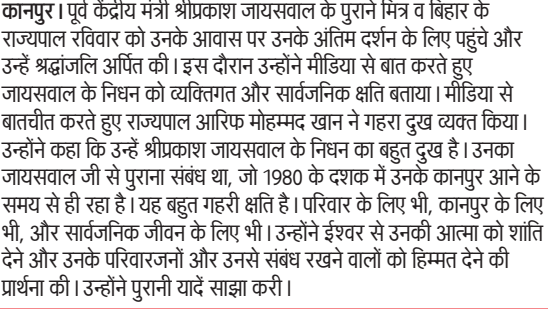 कानपुर। पूर्व केंद्रीय मंत्री श्रीप्रकाश जायसवाल के पुराने मित्र व बिहार के
राज्यपाल रविवार को उनके आवास पर उनके अंतिम दर्शन के लिए पहुंचे और
उन्हें श्रद्धांजलि अर्पित की। इस दौरान उन्होंने मीडिया से बात करते हुए
जायसवाल के निधन को व्यक्तिगत और सार्वजनिक क्षति बताया। मीडिया से
बातचीत करते हुए राज्यपाल आरिफ मोहम्मद खान ने गहरा दुख व्यक्त किया।
उन्होंने कहा कि उन्हें श्रीप्रकाश जायसवाल के निधन का बहुत दुख है। उनका
जायसवाल जी से पुराना संबंध था, जो 1980 के दशक में उनके कानपुर आने के
समय से ही रहा है। यह बहुत गहरी क्षति है। परिवार के लिए भी, कानपुर के लिए
भी, और सार्वजनिक जीवन के लिए भी। उन्होंने ईश्वर से उनकी आत्मा को शांति
देने और उनके परिवारजनों और उनसे संबंध रखने वालों को हिम्मत देने की
प्रार्थना की। उन्होंने पुरानी यादें साझा करी।